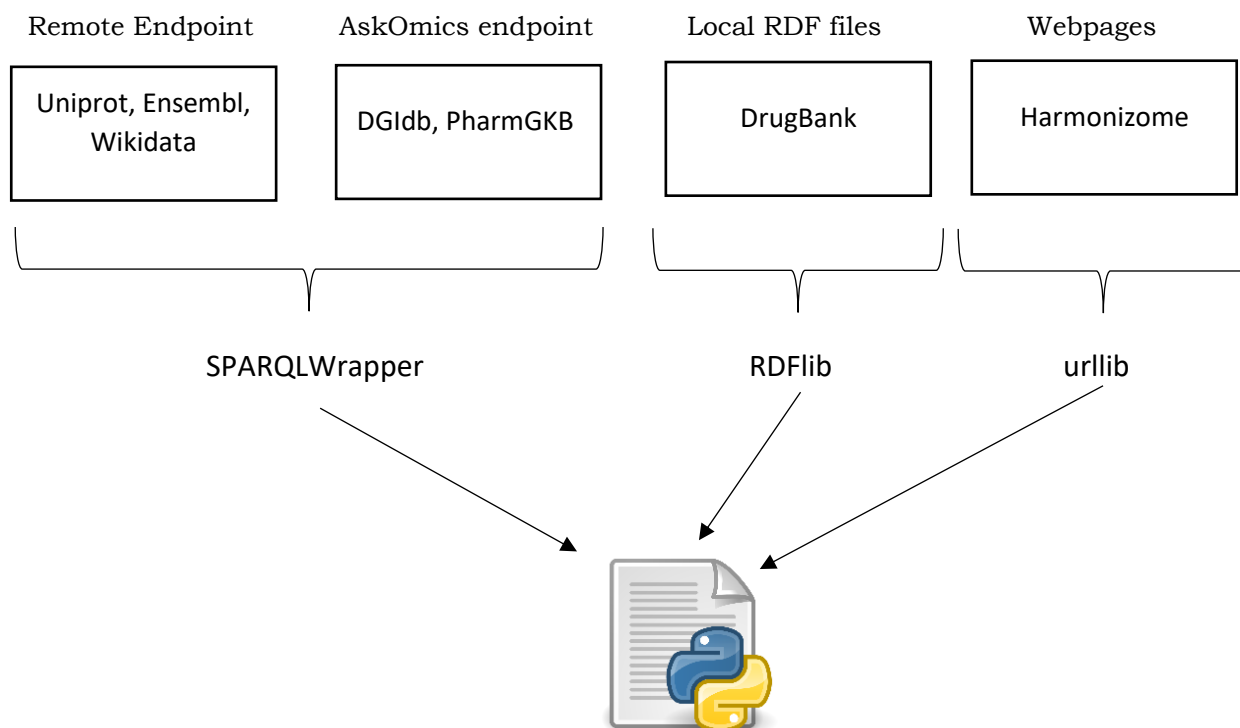 Remote Endpoint
AskOmics endpoint
Local RDF files
Webpages
Uniprot, Ensembl,
Wikidata
DGIdb, PharmGKB
DrugBank
Harmonizome
SPARQLWrapper
RDFlib
urllib